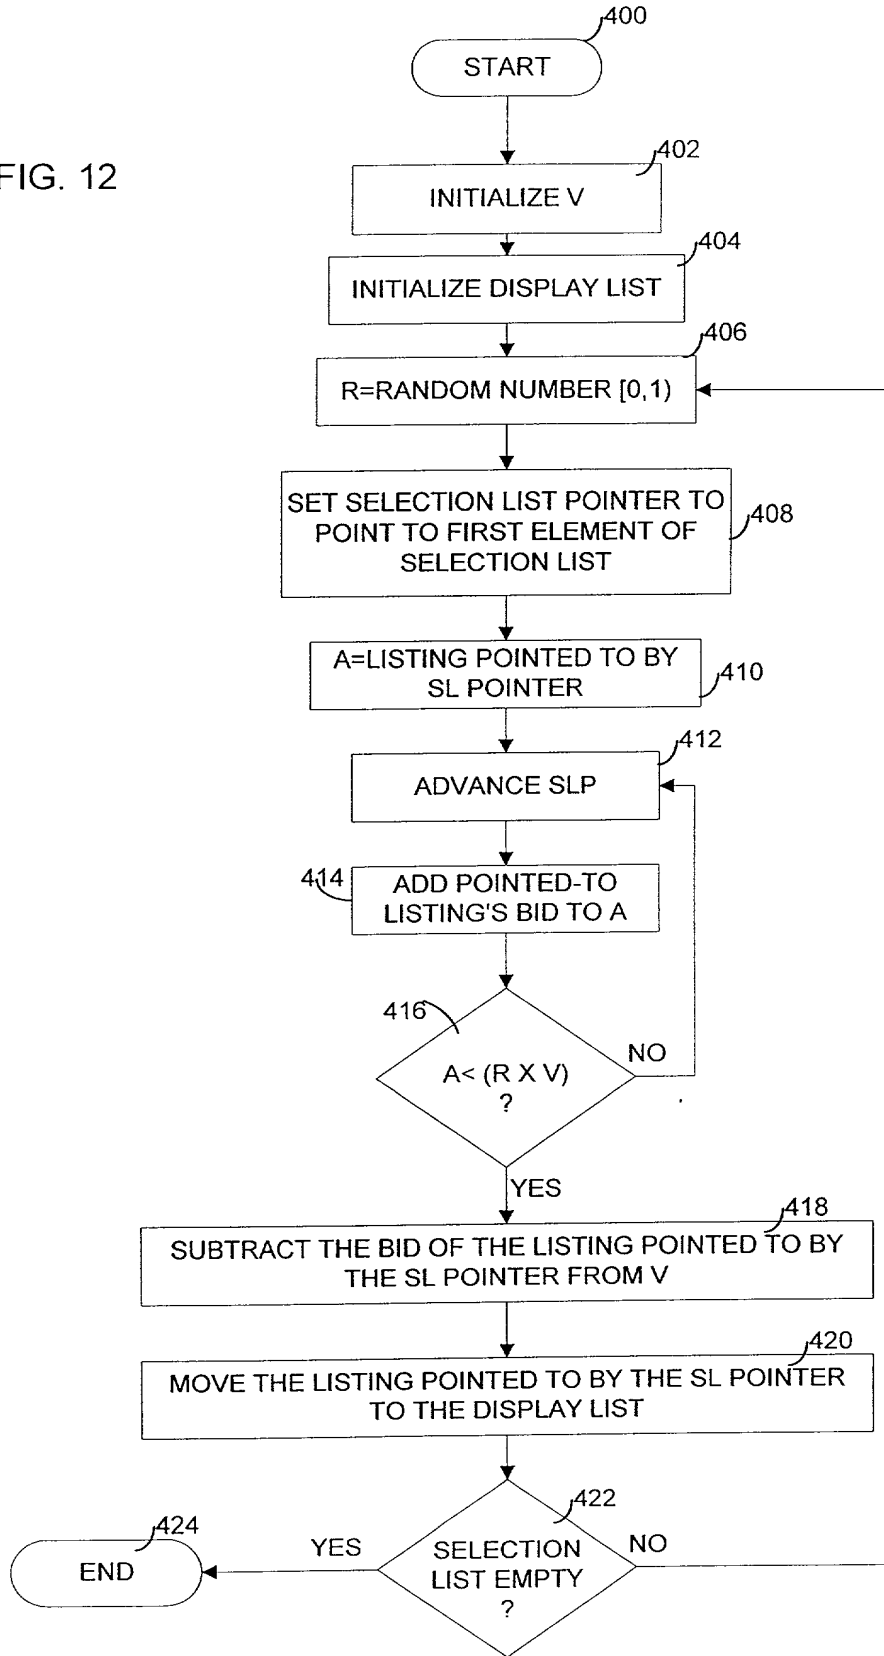 400
START
FIG. 12
402
INITIALIZE V
404
INITIALIZE DISPLAY LIST
406
R=RANDOM NUMBER [0,1)
SET SELECTION LIST POINTER TO
POINT TO FIRST ELEMENT OF
SELECTION LIST
408
A=LISTING POINTED TO BY
SL POINTER
410
412
ADVANCE SLP
414
ADD POINTED-TO
LISTING'S BID TO A
416
A< (R X V)
?
NO
YES
418
SUBTRACT THE BID OF THE LISTING POINTED TO BY
THE SL POINTER FROM V
420
MOVE THE LISTING POINTED TO BY THE SL POINTER
TO THE DISPLAY LIST
422
SELECTION
LIST EMPTY
?
NO
YES
424
END